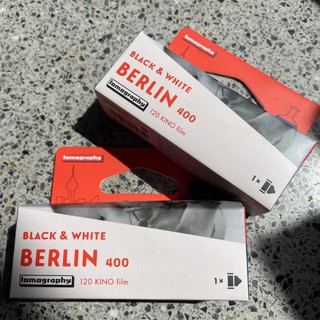 lomography
BLACK & WHITE
BERLIN 400
lomography 120 KINO film
1×
lomography
BLACK & WHITE
BERLIN 400
lomography 120 KINO film
1×